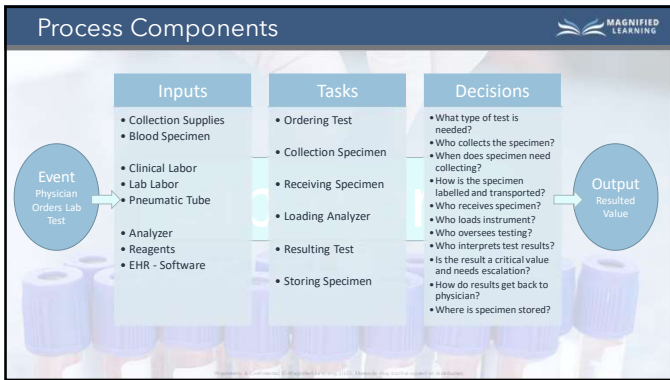 Process Components
MAGNIFIED
LEARNING
Event
Physician
Orders Lab
Test
Inputs
• Collection Supplies
• Blood Specimen
• Clinical Labor
• Lab Labor
• Pneumatic Tube
• Analyzer
• Reagents
• EHR - Software
Tasks
• Ordering Test
• Collection Specimen
• Receiving Specimen
• Loading Analyzer
• Resulting Test
• Storing Specimen
Decisions
• What type of test is
needed?
• Who collects the specimen?
• When does specimen need
collecting?
• How is the specimen
labelled and transported?
• Who receives specimen?
• Who loads instrument?
• Who oversees testing?
• Who interprets test results?
• Is the result a critical value
and needs escalation?
• How do results get back to
physician?
• Where is specimen stored?
Output
Resulted
Value